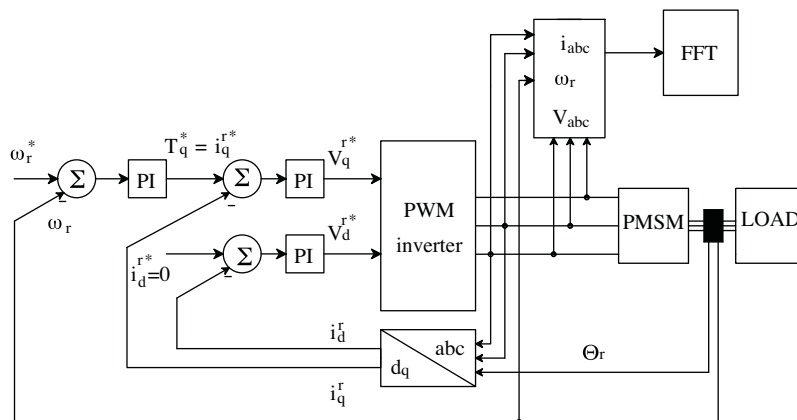 i_abc
ω_r
V_abc
FFT
ω_r^*
Σ
PI
T_q^* = i_q^r*
Σ
PI
V_q^r*
PWM
inverter
PMSM
LOAD
ω_r
i_d^r*=0
Σ
PI
V_d^r*
i_d^r
abc
d_q
i_q^r
Θ_r